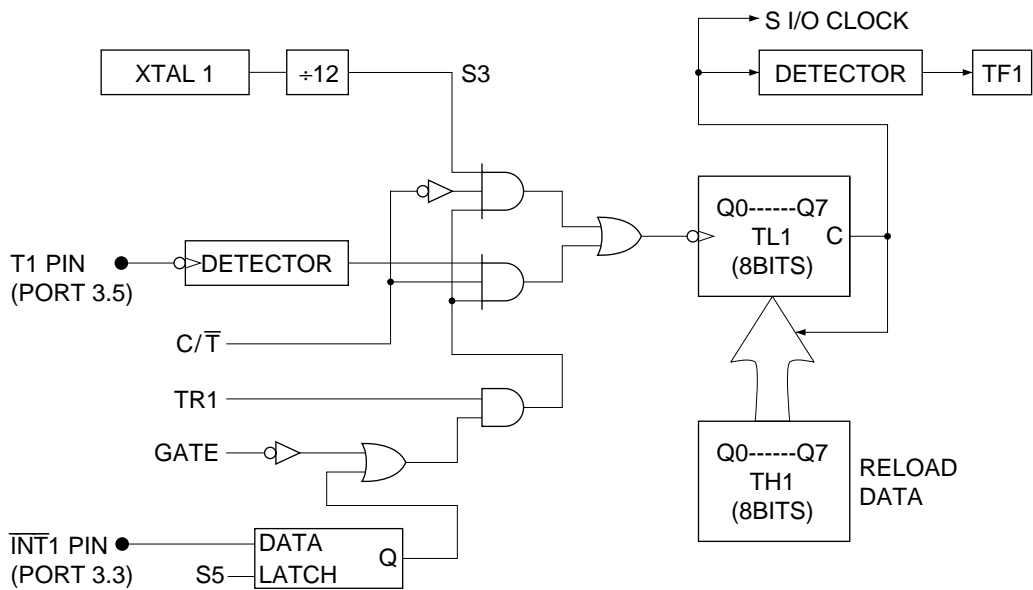 S I/O CLOCK
XTAL 1
÷12
S3
DETECTOR
TF1
Q0------Q7
TL1
(8BITS)
C
T1 PIN
(PORT 3.5)
DETECTOR
C/T̅
TR1
GATE
Q0------Q7
TH1
(8BITS)
RELOAD
DATA
I̅N̅T̅1 PIN
(PORT 3.3)
DATA
Q
S5
LATCH